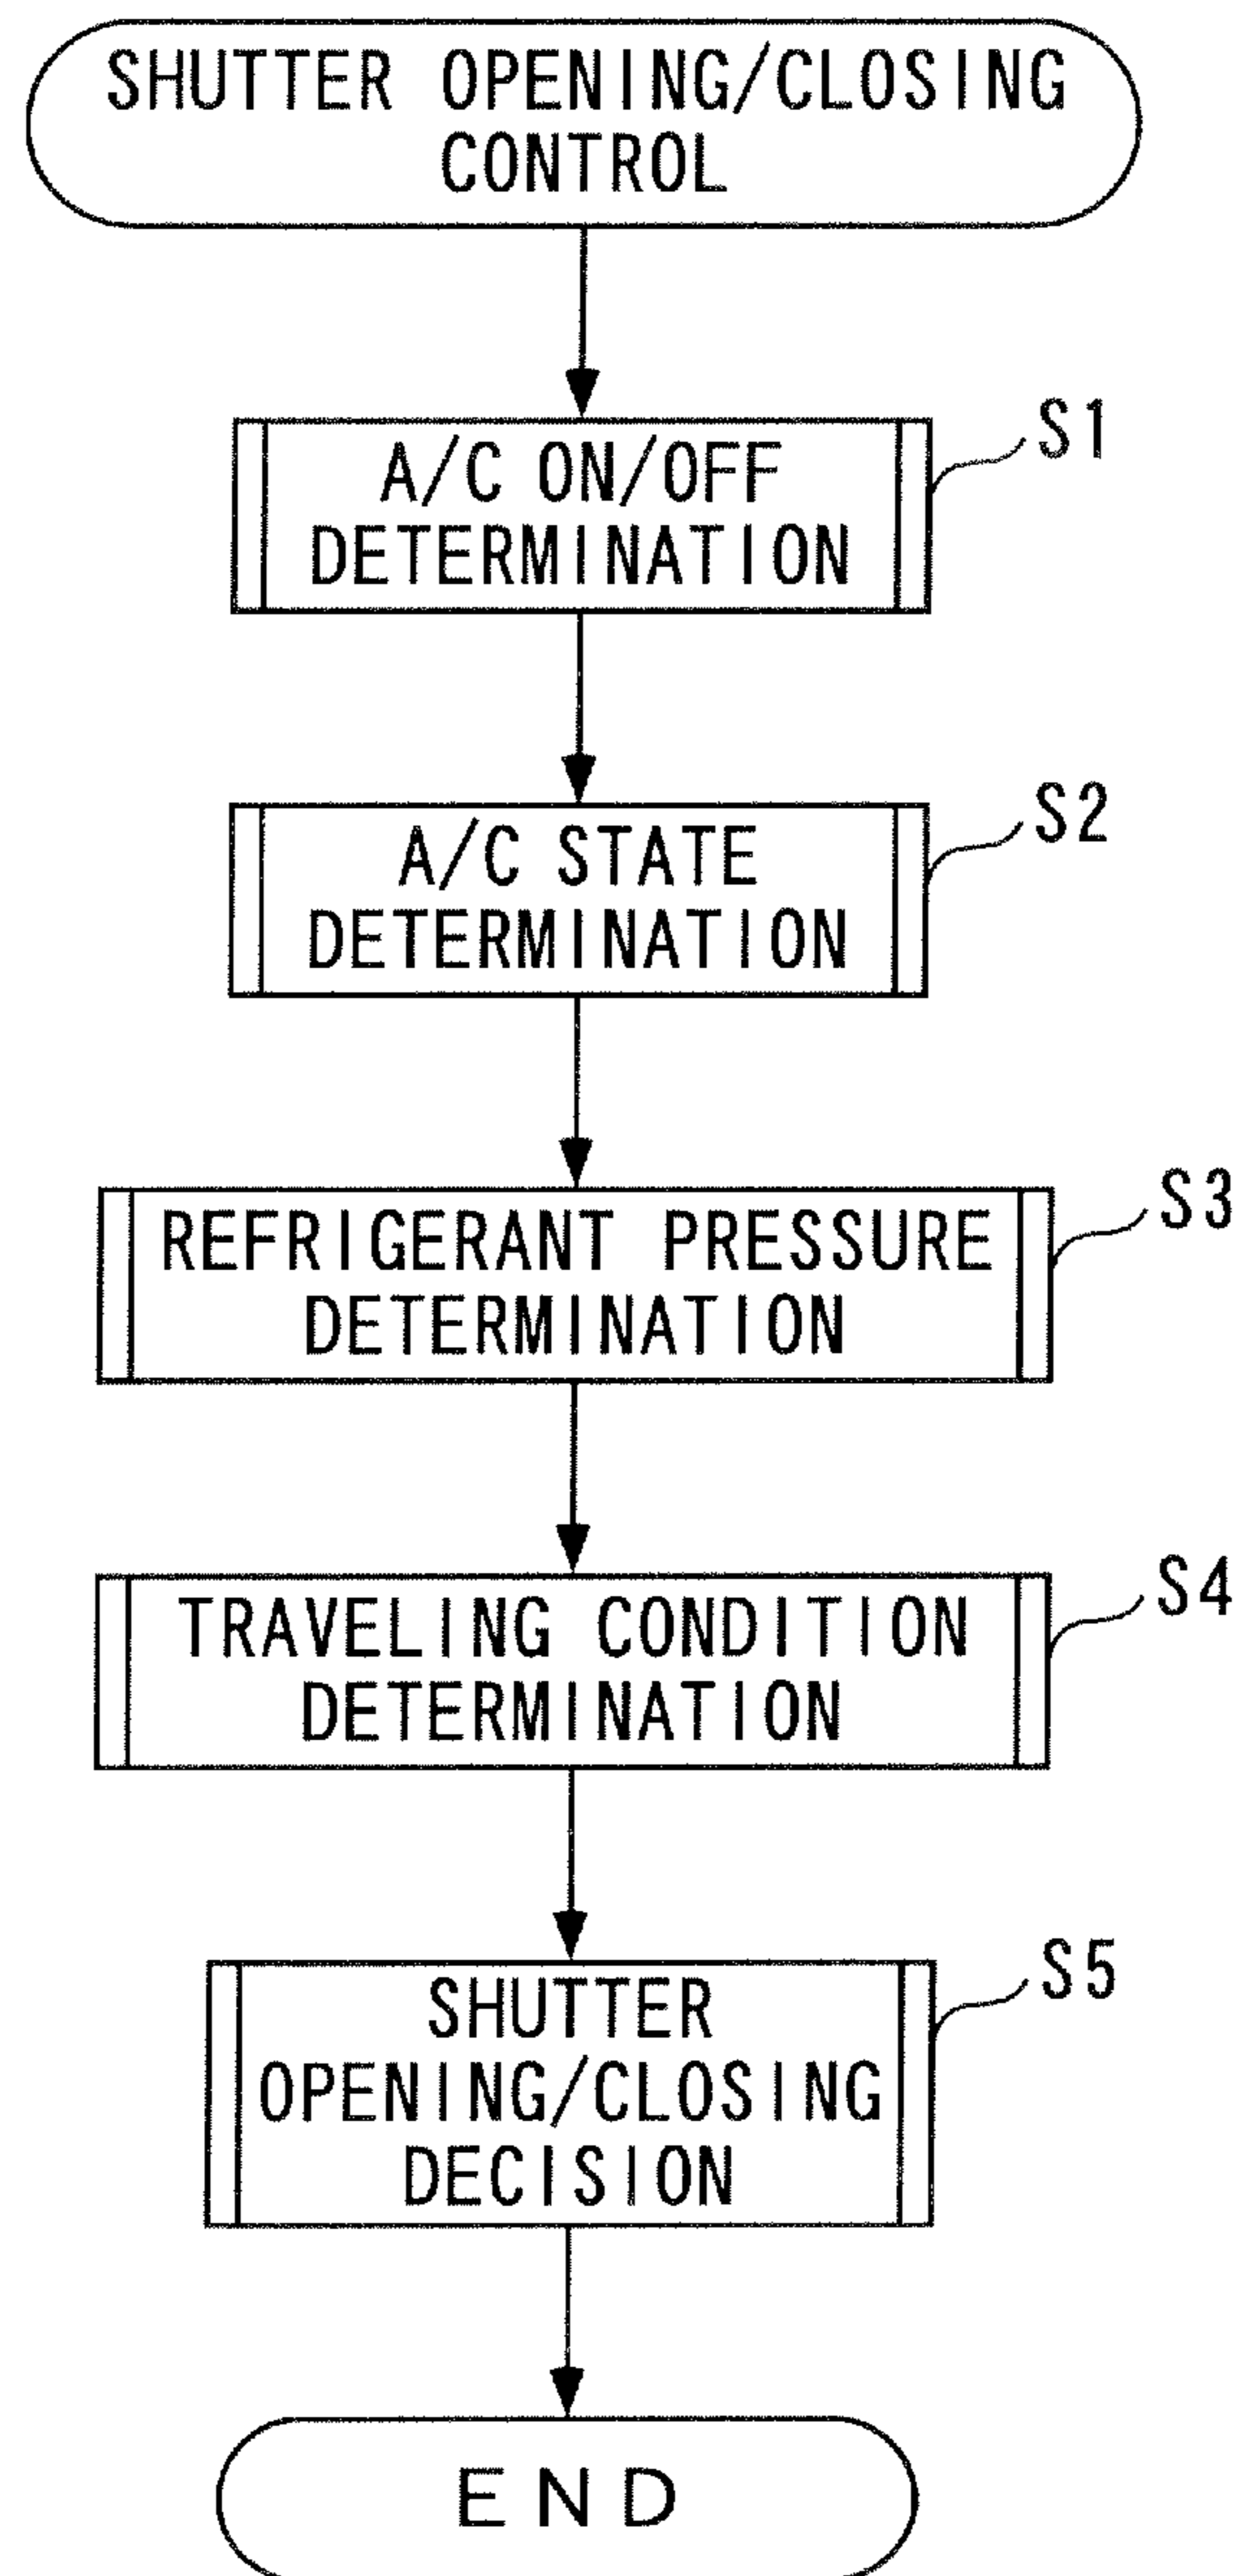 SHUTTER OPENING/CLOSING
CONTROL
S1
A/C ON/OFF
DETERMINATION
S2
A/C STATE
DETERMINATION
S3
REFRIGERANT PRESSURE
DETERMINATION
S4
TRAVELING CONDITION
DETERMINATION
S5
SHUTTER
OPENING/CLOSING
DECISION
END